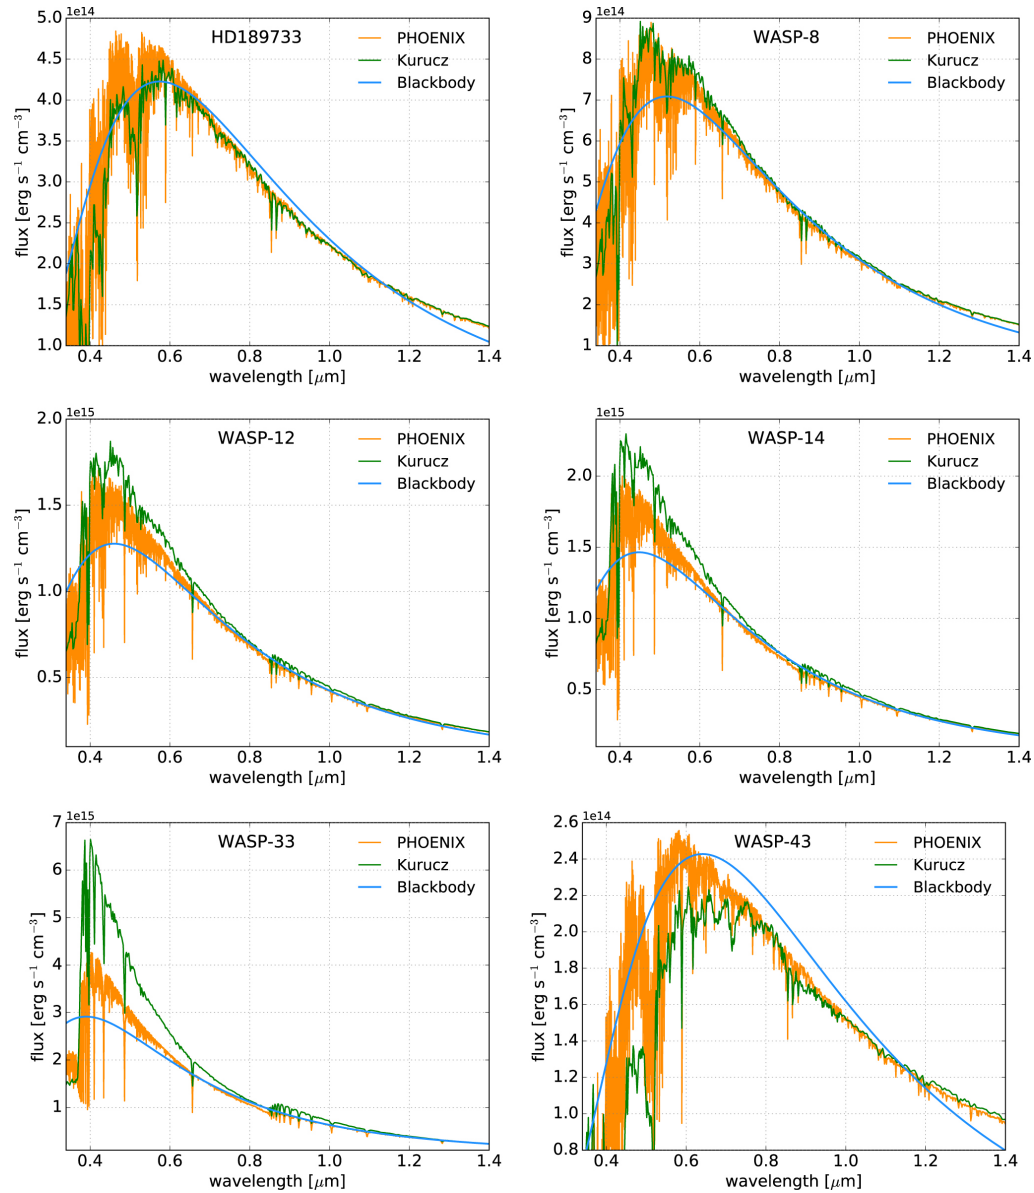 1e14
HD189733
PHOENIX
Kurucz
Blackbody
5.0
4.5
4.0
3.5
3.0
2.5
2.0
1.5
1.0
flux [erg s⁻¹ cm⁻³]
0.4 0.6 0.8 1.0 1.2 1.4
wavelength [μm]
1e14
WASP-8
PHOENIX
Kurucz
Blackbody
9
8
7
6
5
4
3
2
1
flux [erg s⁻¹ cm⁻³]
0.4 0.6 0.8 1.0 1.2 1.4
wavelength [μm]
1e15
WASP-12
PHOENIX
Kurucz
Blackbody
2.0
1.5
1.0
0.5
flux [erg s⁻¹ cm⁻³]
0.4 0.6 0.8 1.0 1.2 1.4
wavelength [μm]
1e15
WASP-14
PHOENIX
Kurucz
Blackbody
2.0
1.5
1.0
0.5
flux [erg s⁻¹ cm⁻³]
0.4 0.6 0.8 1.0 1.2 1.4
wavelength [μm]
1e15
WASP-33
PHOENIX
Kurucz
Blackbody
7
6
5
4
3
2
1
flux [erg s⁻¹ cm⁻³]
0.4 0.6 0.8 1.0 1.2 1.4
wavelength [μm]
1e14
WASP-43
PHOENIX
Kurucz
Blackbody
2.6
2.4
2.2
2.0
1.8
1.6
1.4
1.2
1.0
0.8
flux [erg s⁻¹ cm⁻³]
0.4 0.6 0.8 1.0 1.2 1.4
wavelength [μm]